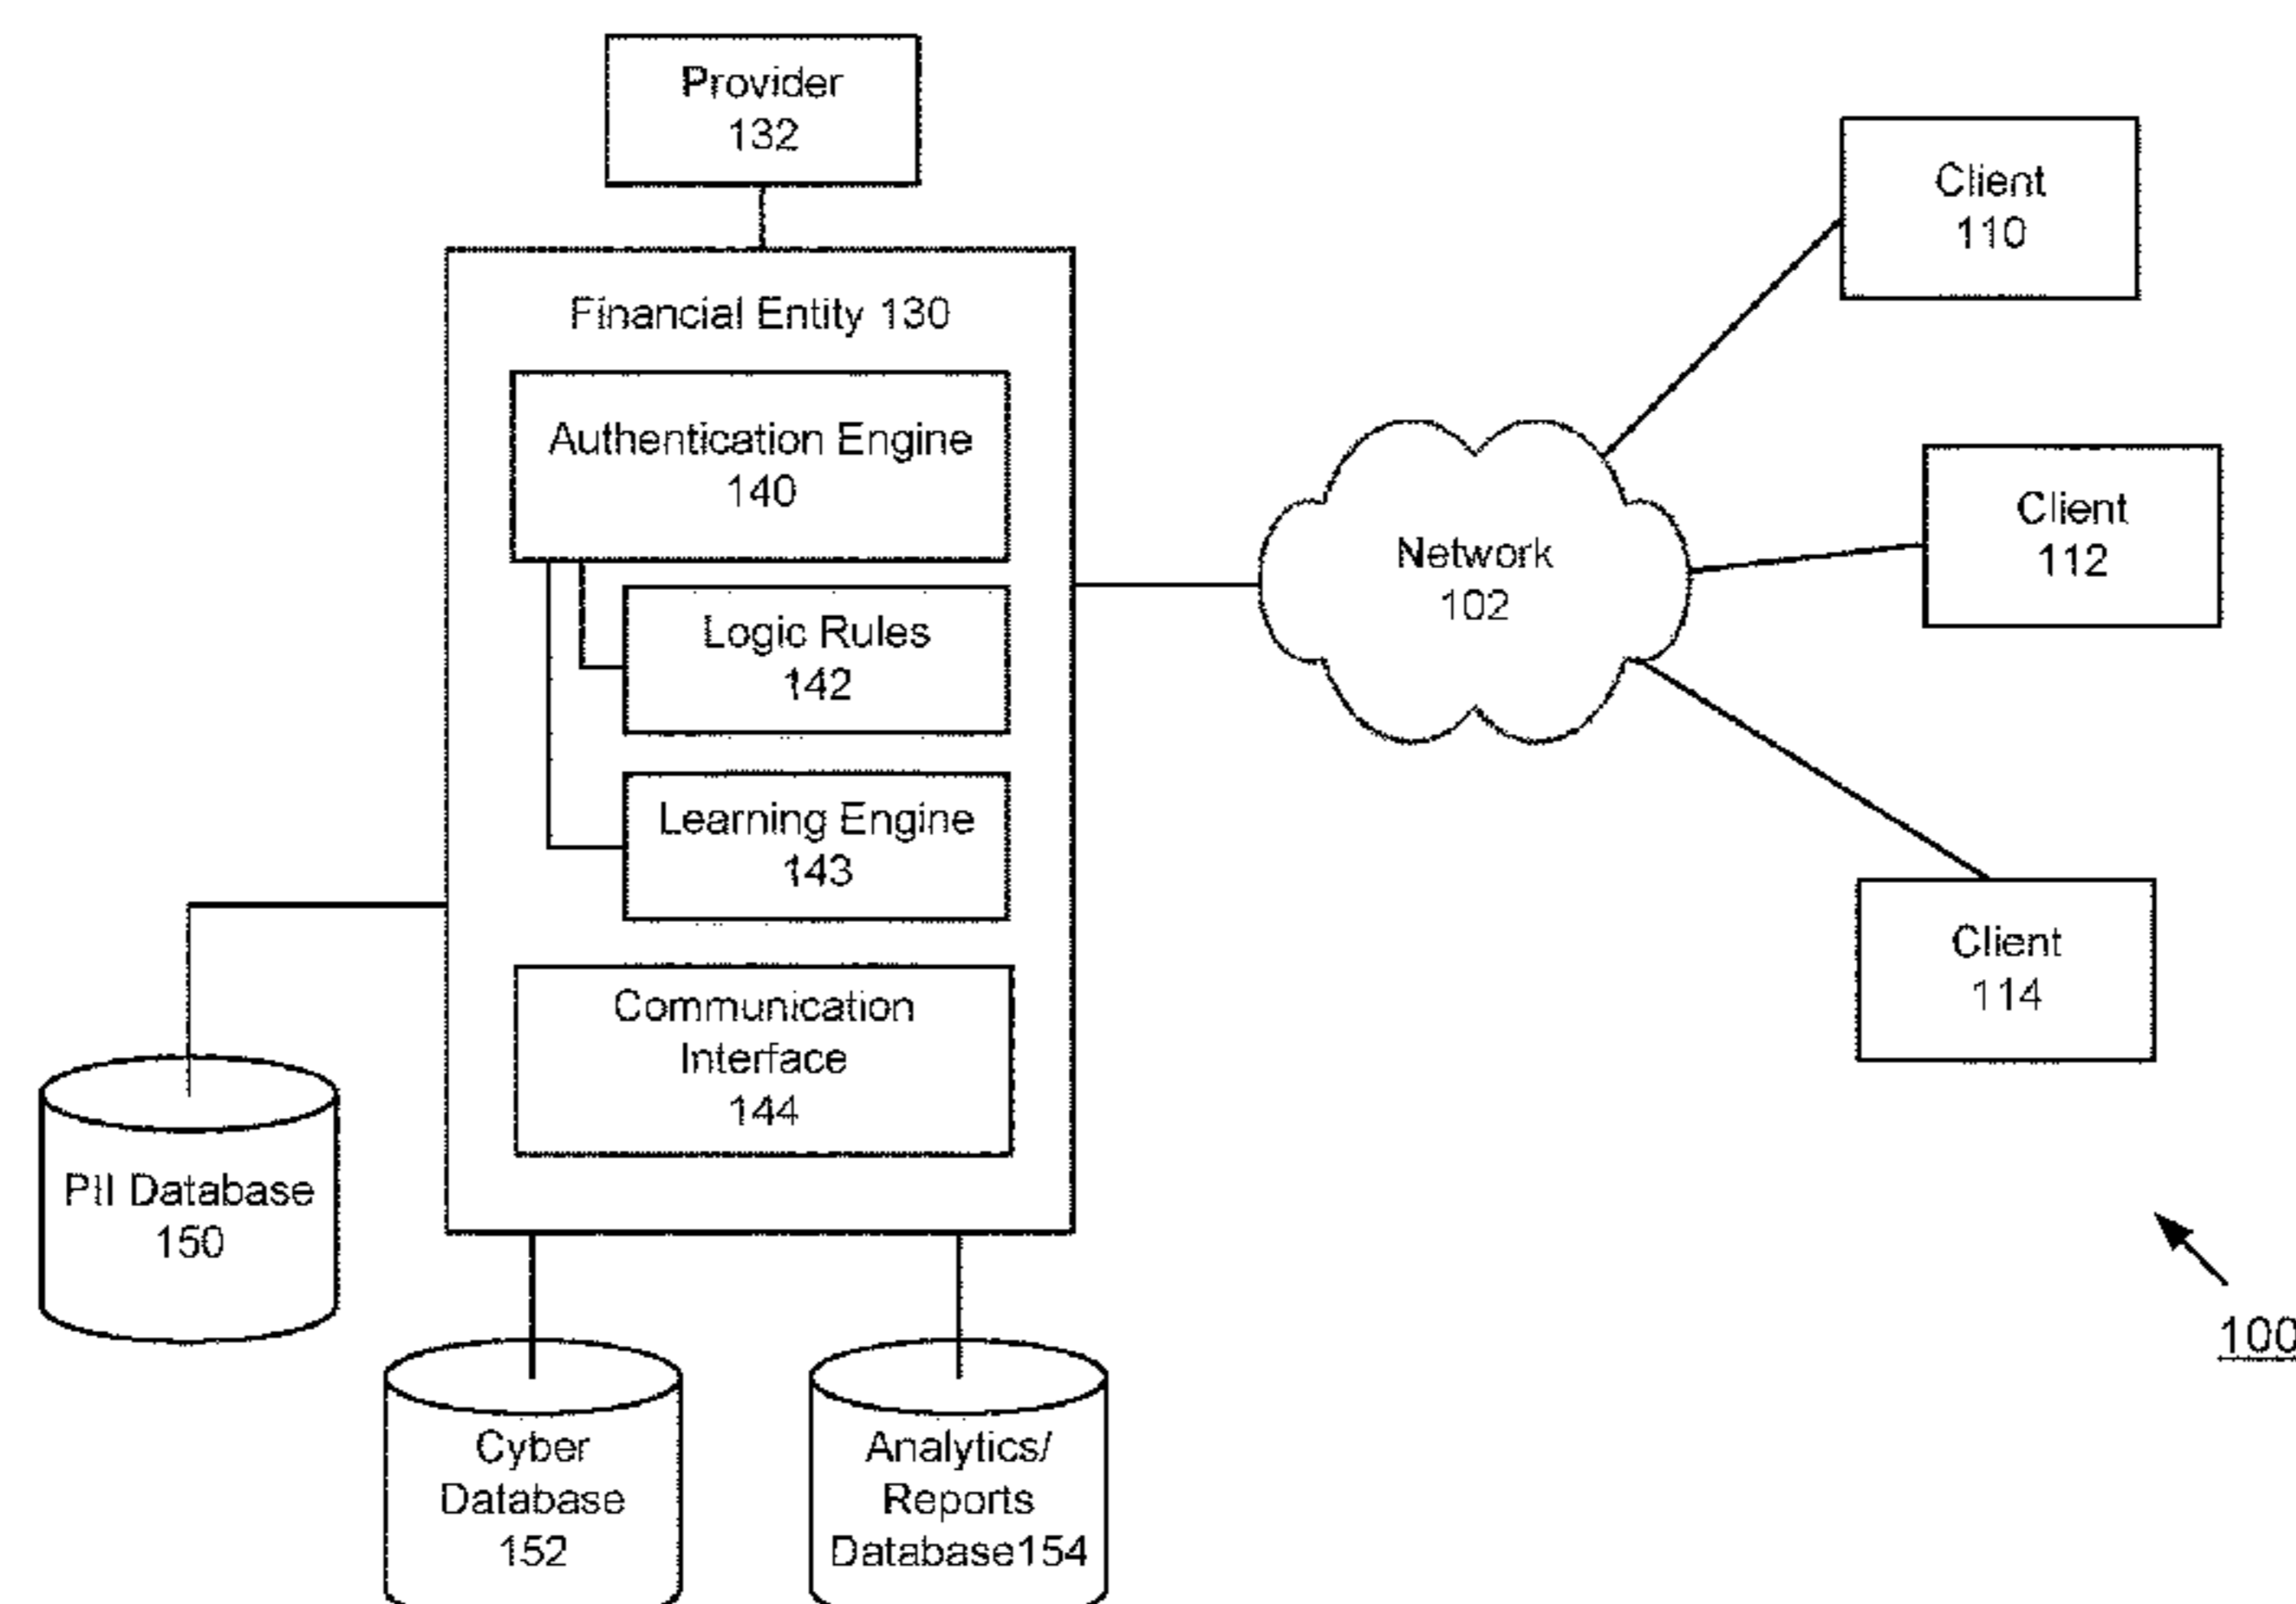 Provider
132
Financial Entity 130
Authentication Engine
140
Logic Rules
142
Learning Engine
143
Communication
Interface
144
PII Database
150
Cyber
Database
152
Analytics/
Reports
Database154
Network
102
Client
110
Client
112
Client
114
100